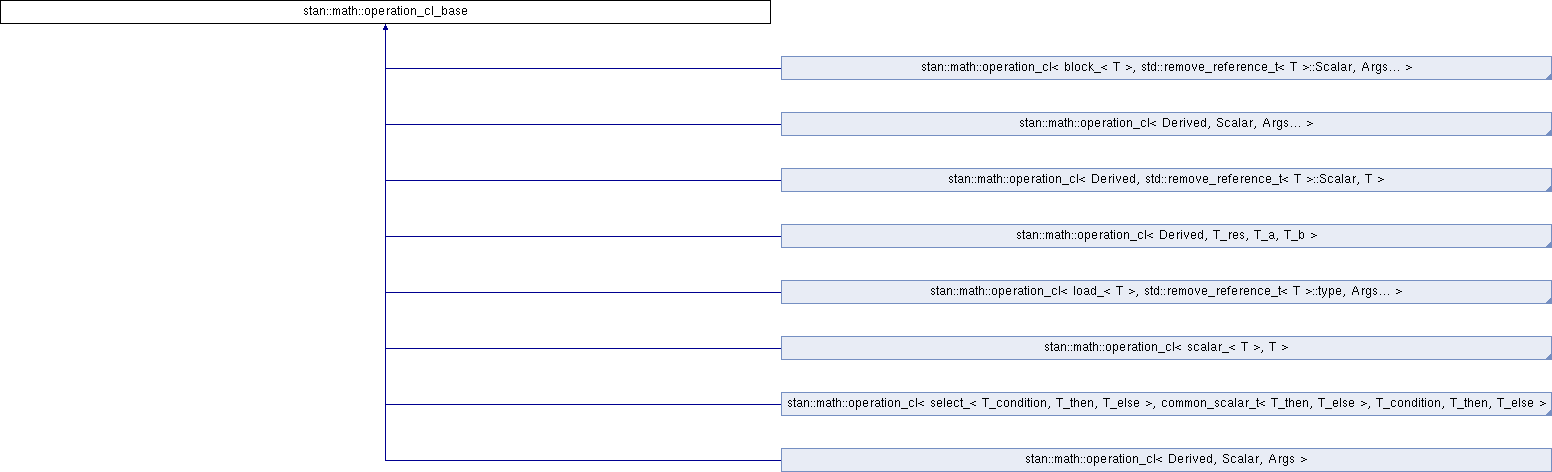 stan::math::operation_cl_base
stan::math::operation_cl< block_< T >, std::remove_reference_t< T >::Scalar, Args... >
stan::math::operation_cl< Derived, Scalar, Args... >
stan::math::operation_cl< Derived, std::remove_reference_t< T >::Scalar, T >
stan::math::operation_cl< Derived, T_res, T_a, T_b >
stan::math::operation_cl< load_< T >, std::remove_reference_t< T >::type, Args... >
stan::math::operation_cl< scalar_< T >, T >
stan::math::operation_cl< select_< T_condition, T_then, T_else >, common_scalar_t< T_then, T_else >, T_condition, T_then, T_else >
stan::math::operation_cl< Derived, Scalar, Args >